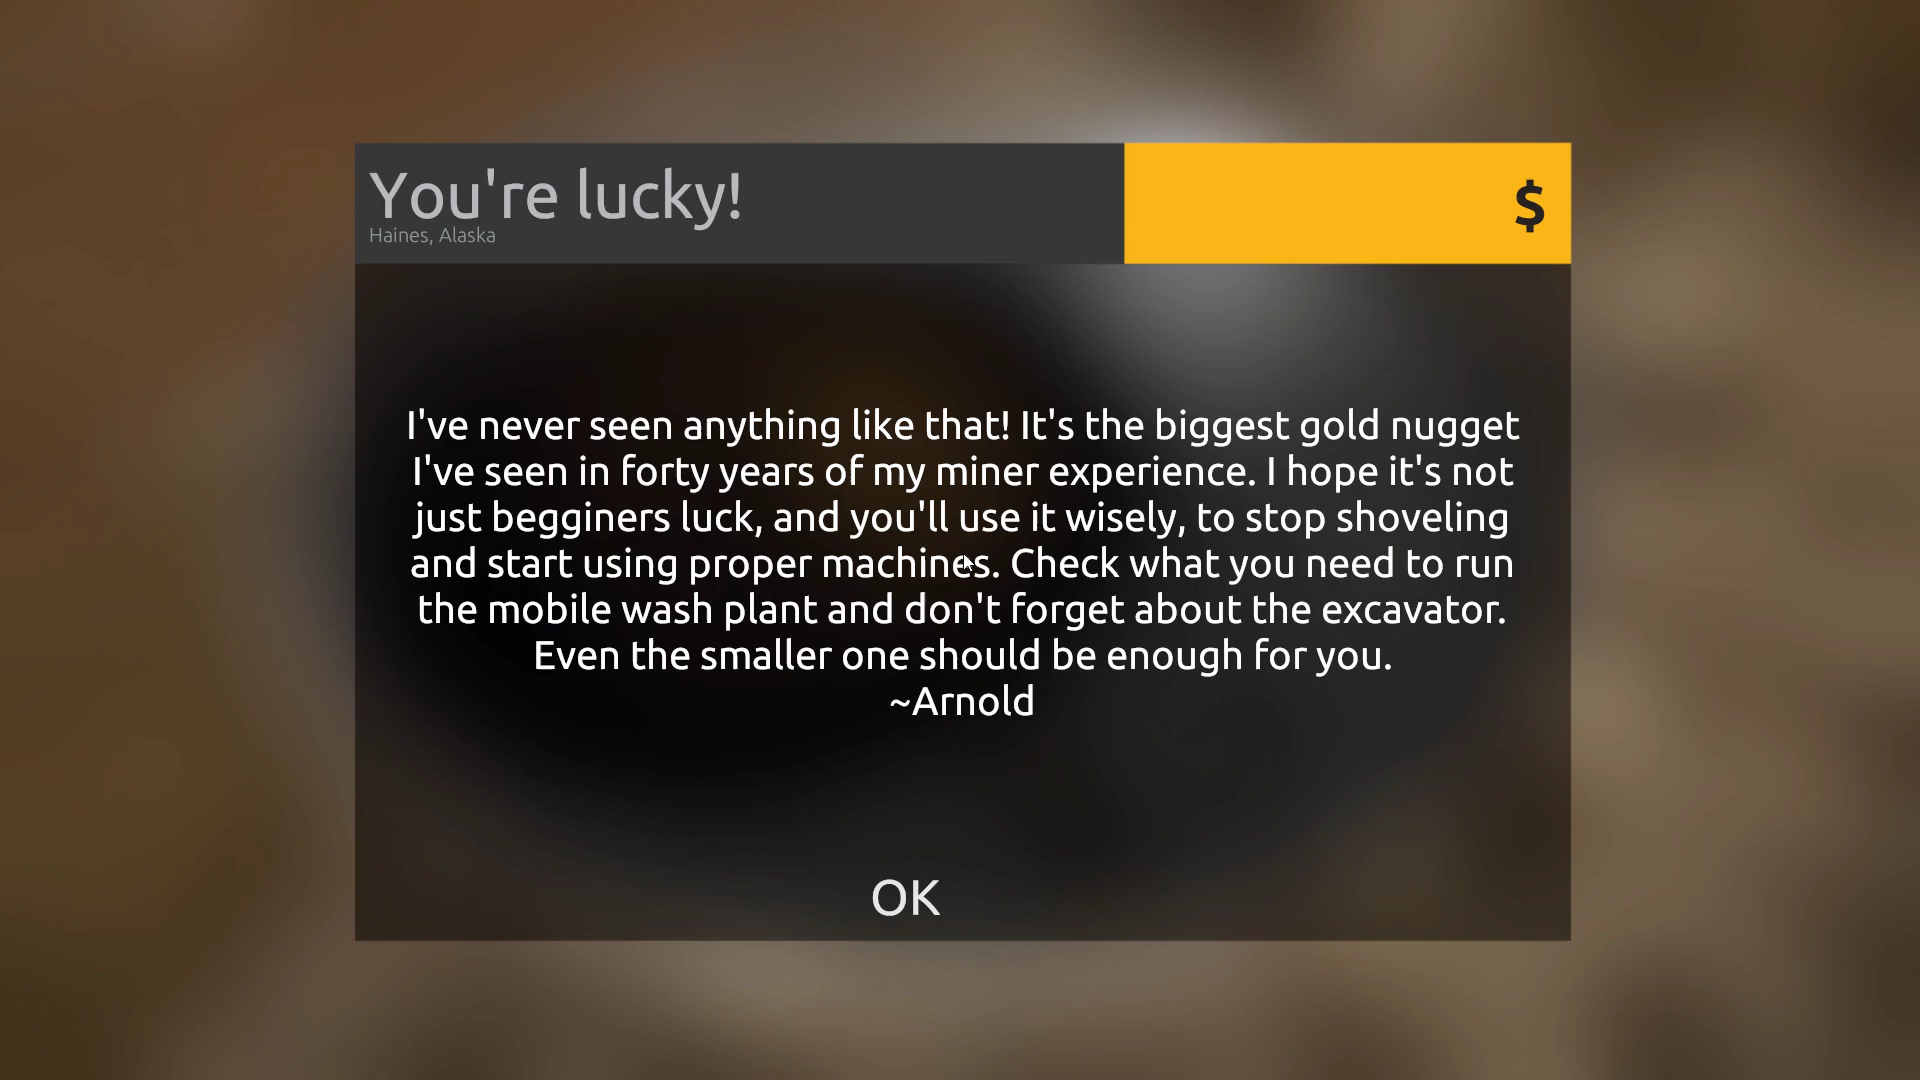 You're lucky!
Haines, Alaska
$
I've never seen anything like that! It's the biggest gold nugget
I've seen in forty years of my miner experience. I hope it's not
just begginers luck, and you'll use it wisely, to stop shoveling
and start using proper machines. Check what you need to run
the mobile wash plant and don't forget about the excavator.
Even the smaller one should be enough for you.
~Arnold
OK